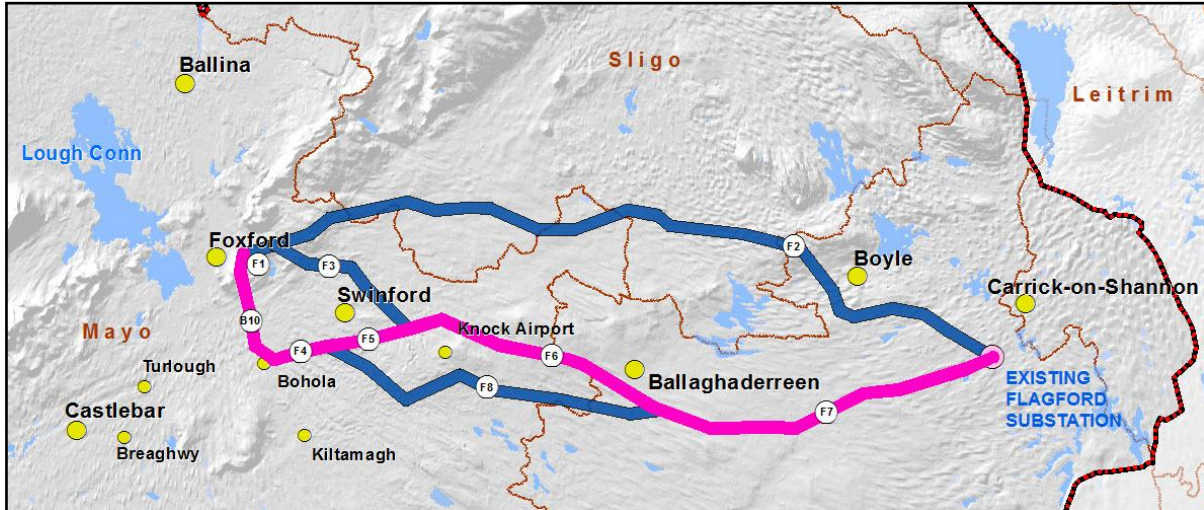 Sligo
Ballina
Leitrim
Lough Conn
Foxford
F1
F3
F2
Boyle
Carrick-on-Shannon
Swinford
B10
Mayo
F5
Knock Airport
F4
F6
Bohola
Turlough
Ballaghaderreen
F8
EXISTING
FLAGFORD
SUBSTATION
F7
Castlebar
Breaghwy
Kiltamagh